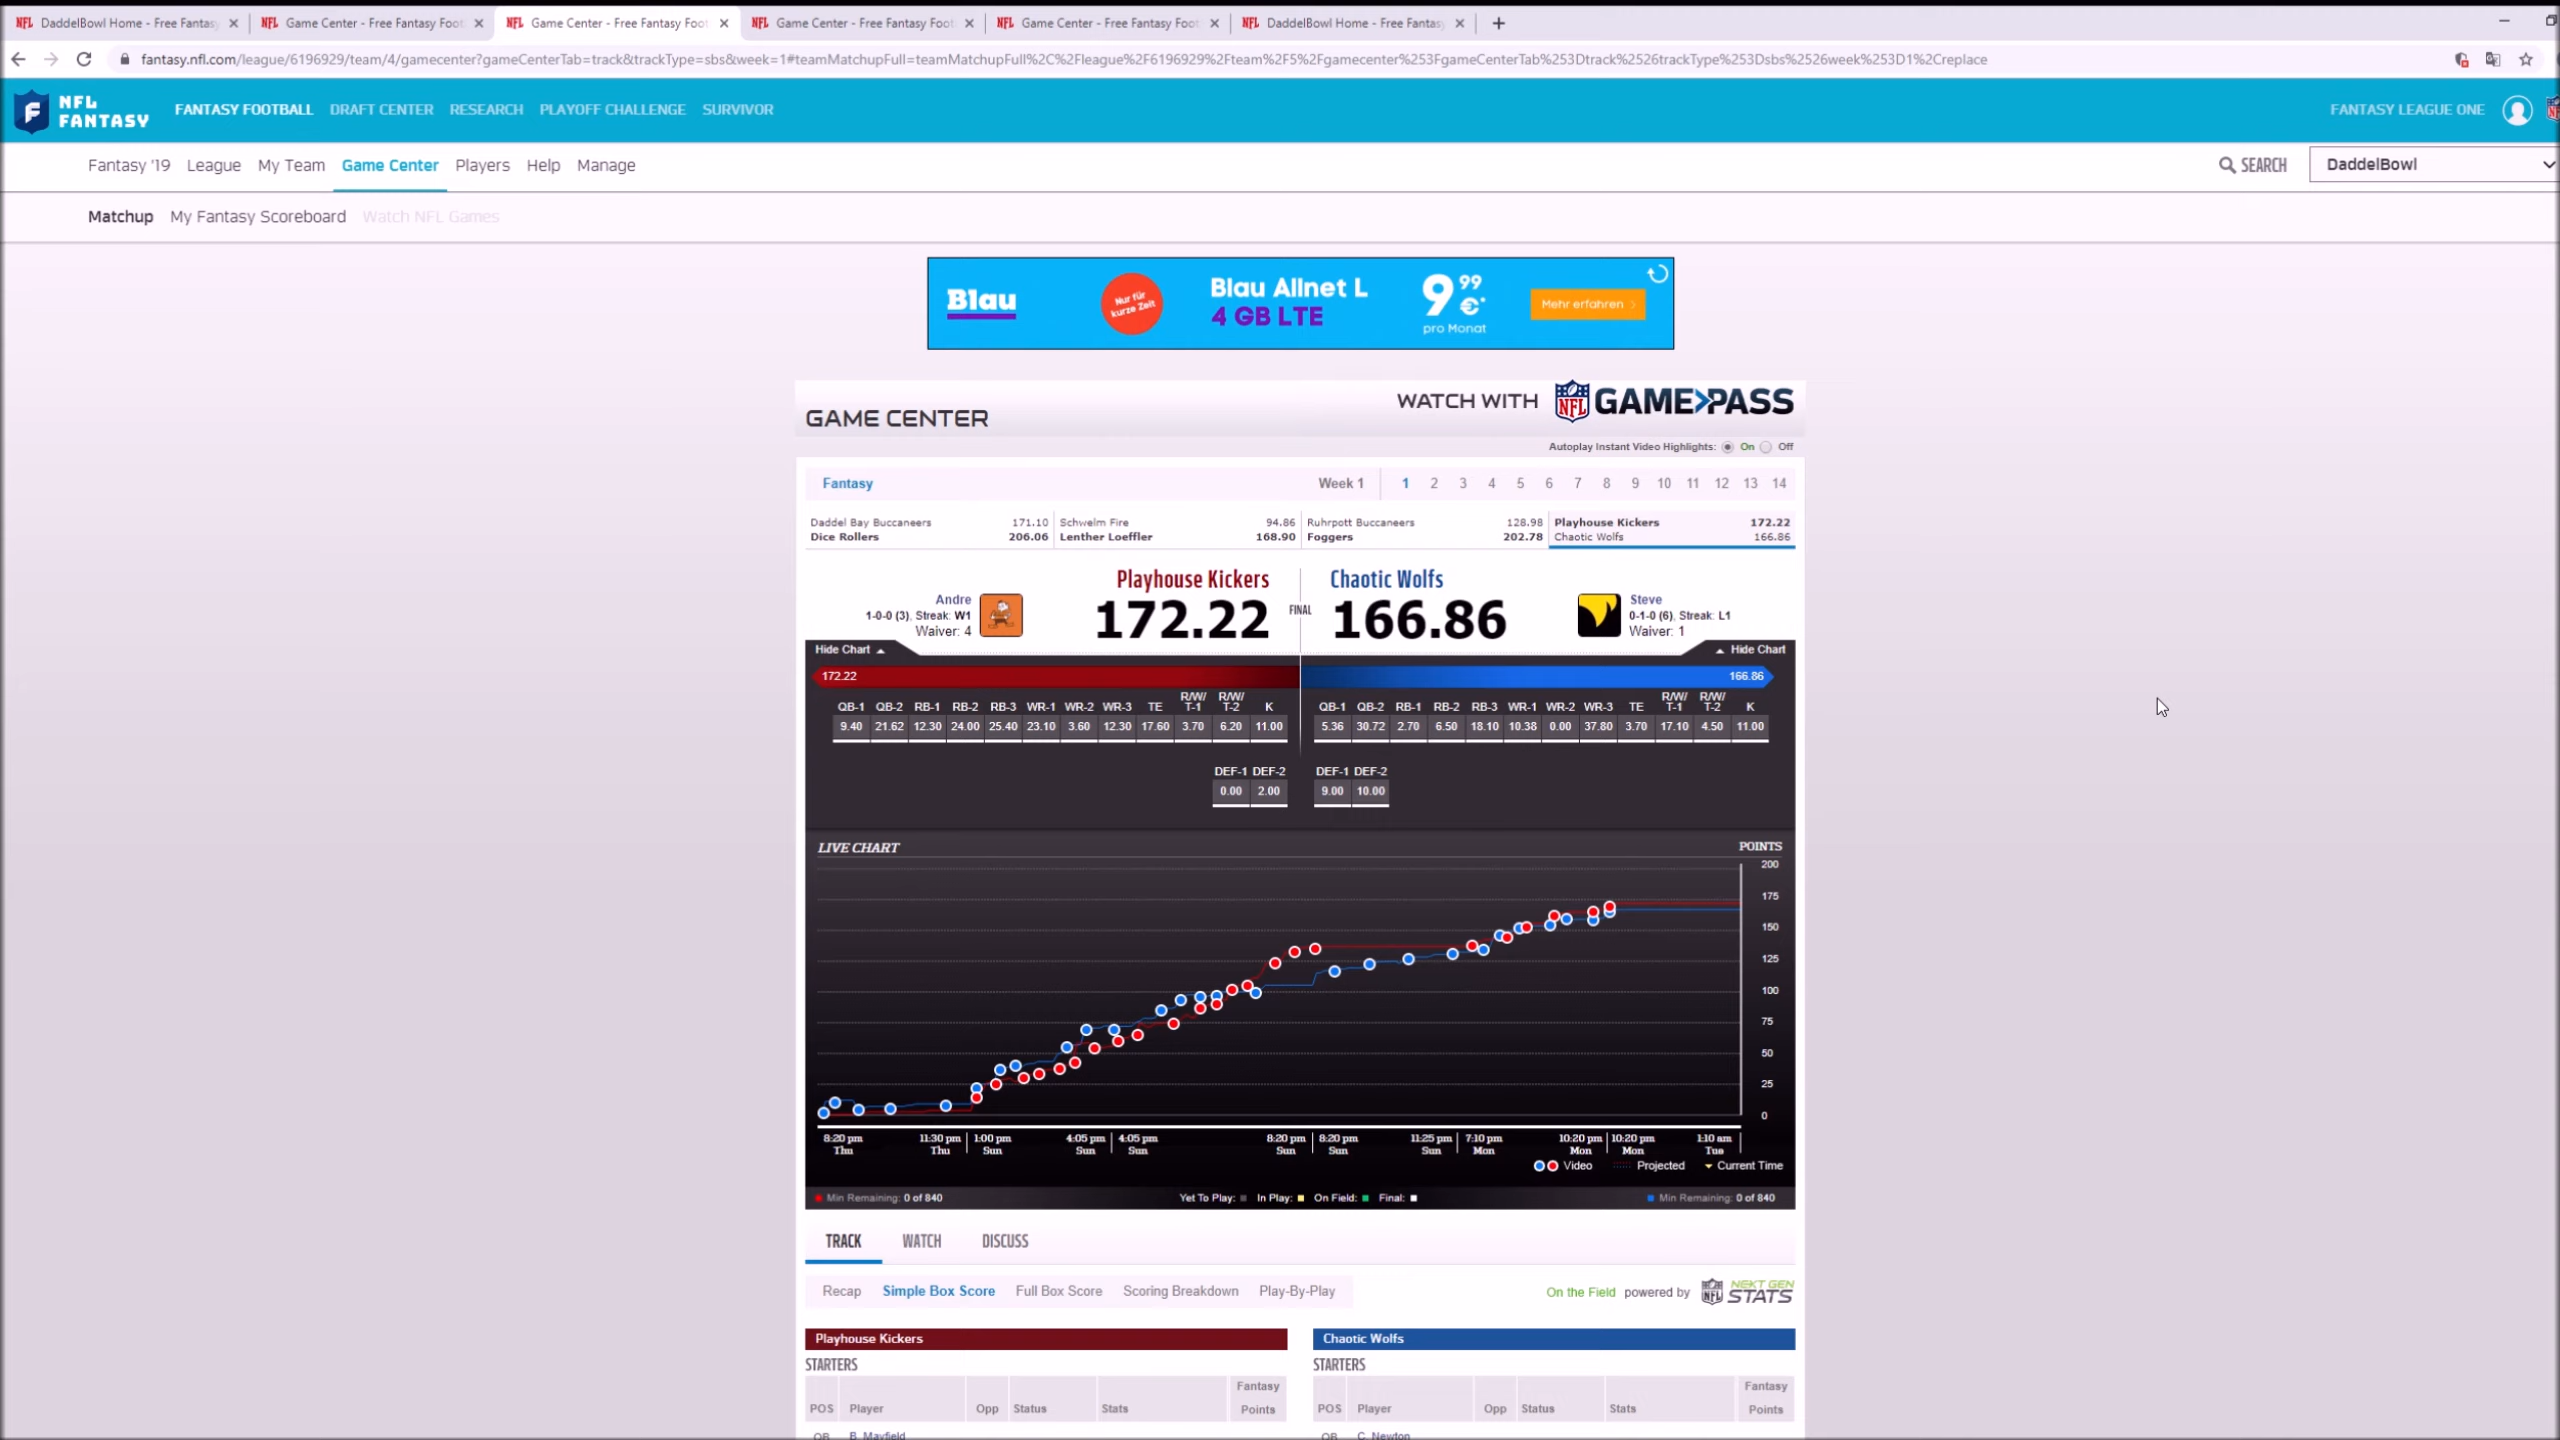 DaddelBowl Home - Free Fantasy
Game Center - Free Fantasy Foot
Game Center - Free Fantasy Foot
Game Center - Free Fantasy Foot
Game Center - Free Fantasy Foot
DaddelBowl Home - Free Fantasy
fantasy.nfl.com/league/6196929/team/4/gamecenter?gameCenterTab=track&trackType=sbs&week=1#teamMatchupFull=teamMatchupFull%2C%2Fleague%2F6196929%2Fteam%2F5%2Fgamecenter%253FgameCenterTab%253Dtrack%2526trackType%253Dsbs%2526week%253D1%2Creplace
NFL FANTASY
FANTASY FOOTBALL DRAFT CENTER RESEARCH PLAYOFF CHALLENGE SURVIVOR
FANTASY LEAGUE ONE
Fantasy '19 League My Team Game Center Players Help Manage
SEARCH DaddelBowl
Matchup My Fantasy Scoreboard Watch NFL Games
Blau
Nur für kurze Zeit
Blau Allnet L
4 GB LTE
9 99 €*
pro Monat
Mehr erfahren
GAME CENTER
WATCH WITH NFL GAMEPASS
Autoplay Instant Video Highlights: On Off
Fantasy Week 1 1 2 3 4 5 6 7 8 9 10 11 12 13 14
Daddel Bay Buccaneers 171.10 Schwelm Fire 94.86 Ruhrpott Buccaneers 128.98 Playhouse Kickers 172.22
Dice Rollers 206.06 Lenther Loeffler 168.90 Foggers 202.78 Chaotic Wolfs 166.86
Playhouse Kickers Chaotic Wolfs
Andre
1-0-0 (3), Streak: W1
Waiver: 4
172.22 FINAL 166.86
Steve
0-1-0 (6), Streak: L1
Waiver: 1
Hide Chart Hide Chart
172.22 166.86
QB-1 QB-2 RB-1 RB-2 RB-3 WR-1 WR-2 WR-3 TE R/W/T-1 R/W/T-2 K QB-1 QB-2 RB-1 RB-2 RB-3 WR-1 WR-2 WR-3 TE R/W/T-1 R/W/T-2 K
9.40 21.62 12.30 24.00 25.40 23.10 3.60 12.30 17.60 3.70 6.20 11.00 5.36 30.72 2.70 6.50 18.10 10.38 0.00 37.80 3.70 17.10 4.50 11.00
DEF-1 DEF-2 DEF-1 DEF-2
0.00 2.00 9.00 10.00
LIVE CHART POINTS
200
175
150
125
100
75
50
25
0
8:20 pm 11:30 pm 1:00 pm 4:05 pm 4:05 pm 8:20 pm 8:20 pm 11:25 pm 7:10 pm 10:20 pm 10:20 pm 1:10 am
Thu Thu Sun Sun Sun Sun Sun Sun Mon Mon Mon Tue
Video Projected Current Time
Min Remaining: 0 of 840 Yet To Play: In Play: On Field: Final: Min Remaining: 0 of 840
TRACK WATCH DISCUSS
Recap Simple Box Score Full Box Score Scoring Breakdown Play-By-Play
On the Field powered by NFL NEXT GEN STATS
Playhouse Kickers Chaotic Wolfs
STARTERS STARTERS
POS Player Opp Status Stats Fantasy Points POS Player Opp Status Stats Fantasy Points
QB B. Mayfield QB C. Newton